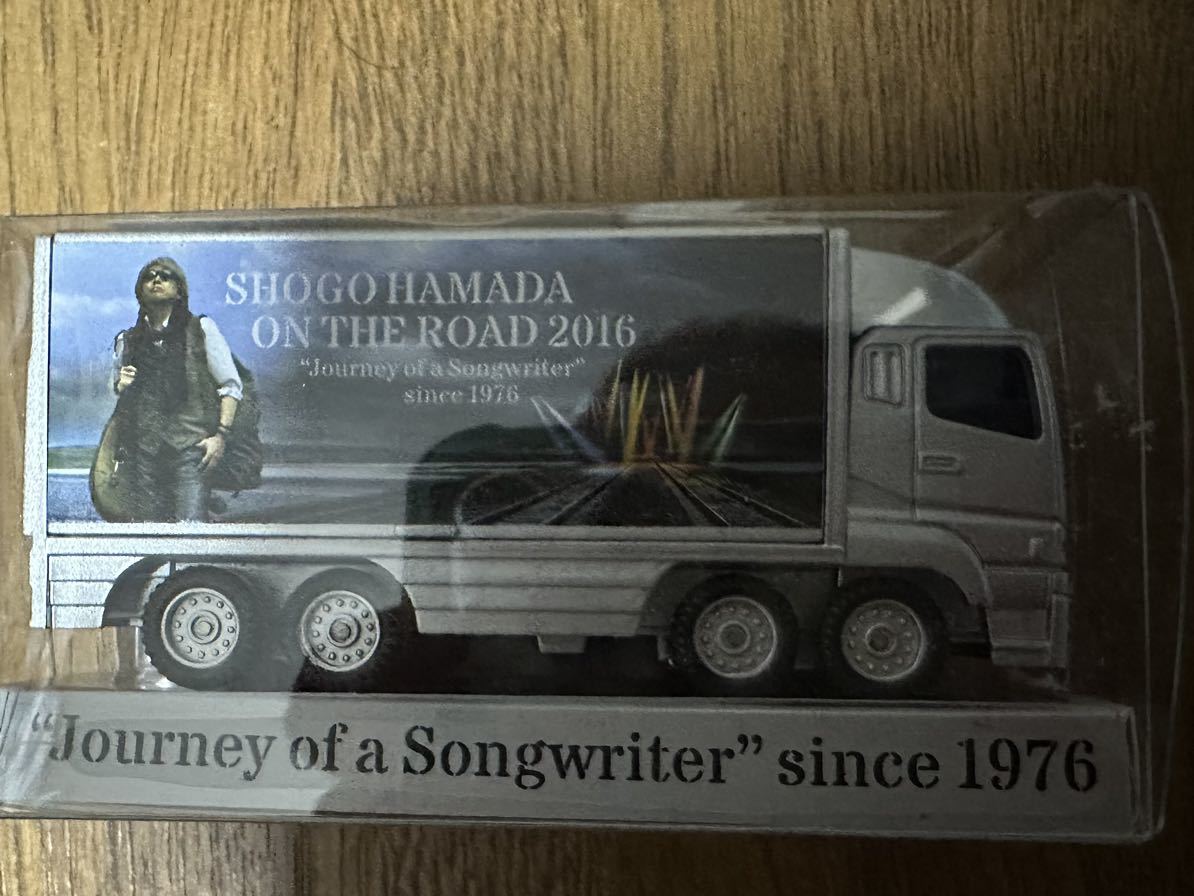 SHOGO HAMADA
ON THE ROAD 2016
“Journey of a Songwriter”
since 1976
“Journey of a Songwriter” since 1976